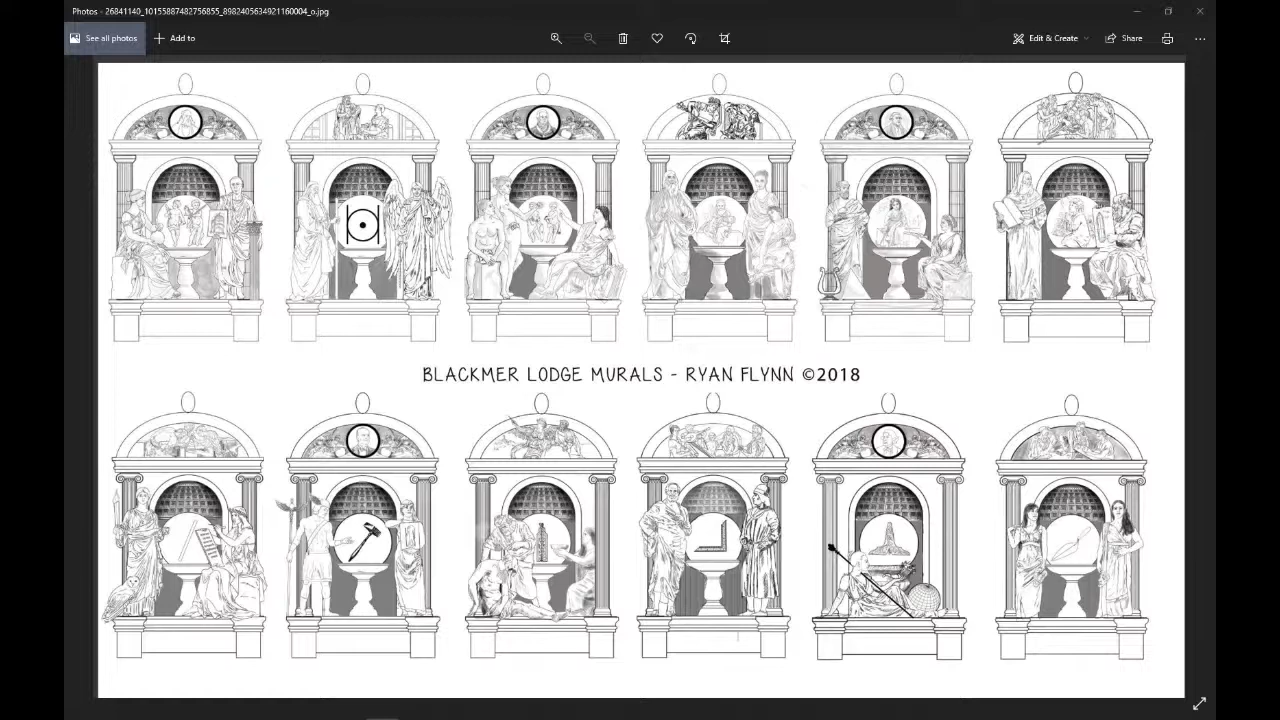 Photos - 26841140_10155887482756855_8982405634921160004_o.jpg
See all photos
Add to
Edit & Create
Share
BLACKMER LODGE MURALS - RYAN FLYNN ©2018